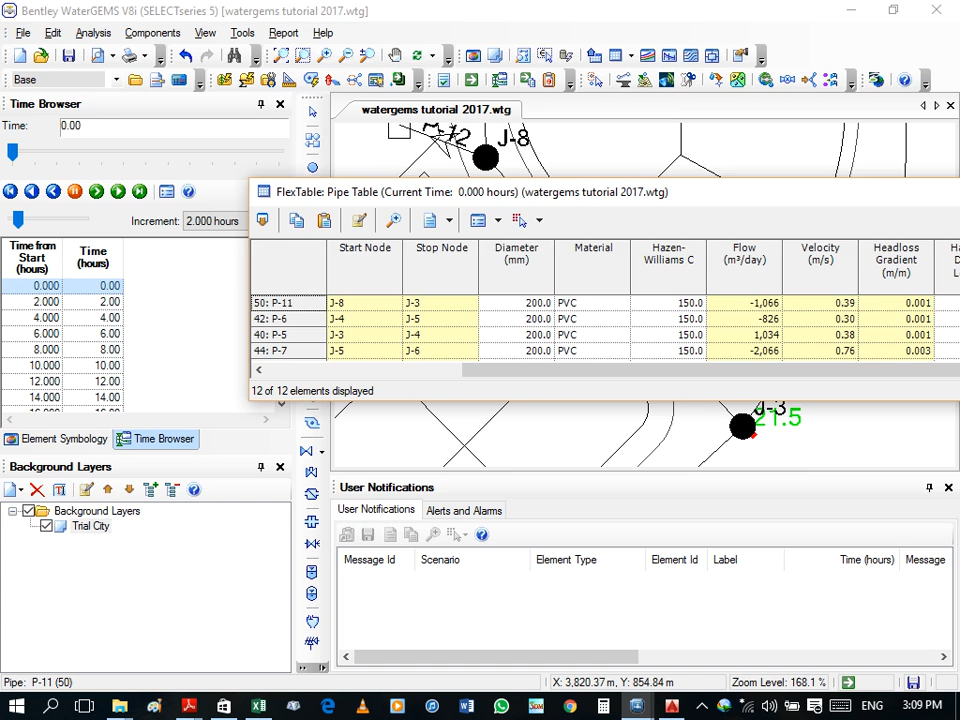 Bentley WaterGEMS V8i (SELECTseries 5) [watergems tutorial 2017.wtg]
File Edit Analysis Components View Tools Report Help
Base
Time Browser
Time: 0.00
Increment: 2.000 hours
Time from Start (hours) Time (hours)
0.000 0.00
2.000 2.00
4.000 4.00
6.000 6.00
8.000 8.00
10.000 10.00
12.000 12.00
14.000 14.00
16.000 16.00
Element Symbology Time Browser
Background Layers
Background Layers
Trial City
watergems tutorial 2017.wtg
J-8
FlexTable: Pipe Table (Current Time: 0.000 hours) (watergems tutorial 2017.wtg)
Start Node Stop Node Diameter (mm) Material Hazen-Williams C Flow (m³/day) Velocity (m/s) Headloss Gradient (m/m)
50: P-11 J-8 J-3 200.0 PVC 150.0 -1,066 0.39 0.001
42: P-6 J-4 J-5 200.0 PVC 150.0 -826 0.30 0.001
40: P-5 J-3 J-4 200.0 PVC 150.0 1,034 0.38 0.001
44: P-7 J-5 J-6 200.0 PVC 150.0 -2,066 0.76 0.003
12 of 12 elements displayed
J-3
21.5
User Notifications
User Notifications Alerts and Alarms
Message Id Scenario Element Type Element Id Label Time (hours) Message
Pipe: P-11 (50)
X: 3,820.37 m, Y: 854.84 m
Zoom Level: 168.1 %
ENG 3:09 PM